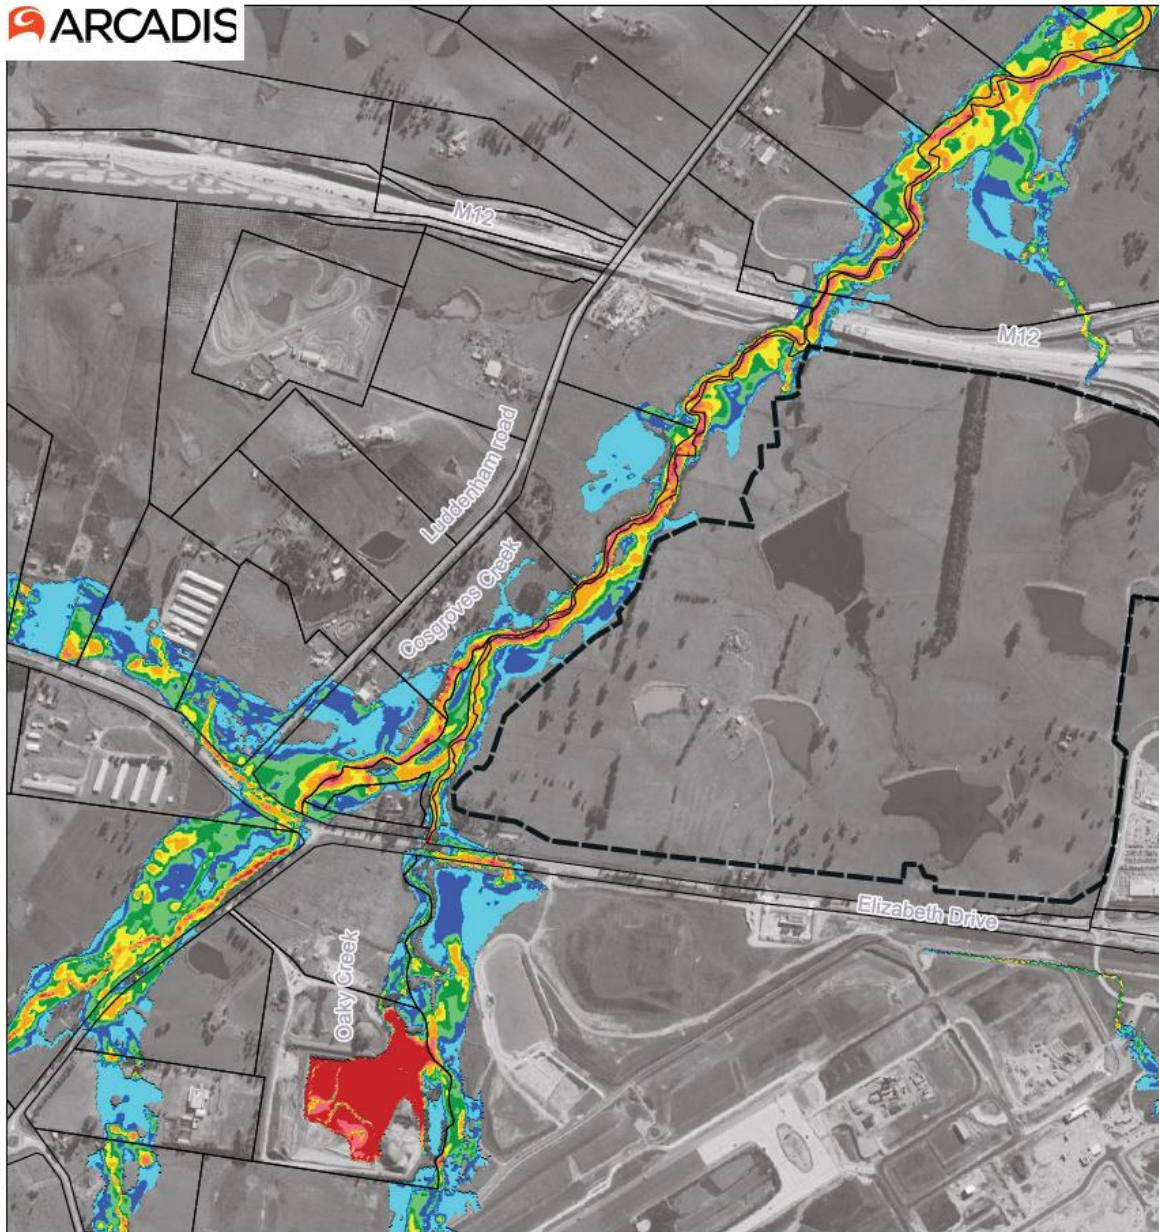 ARCADIS
M12
M12
Luddenham road
Cosgroves Creek
Elizabeth Drive
Oaky Creek